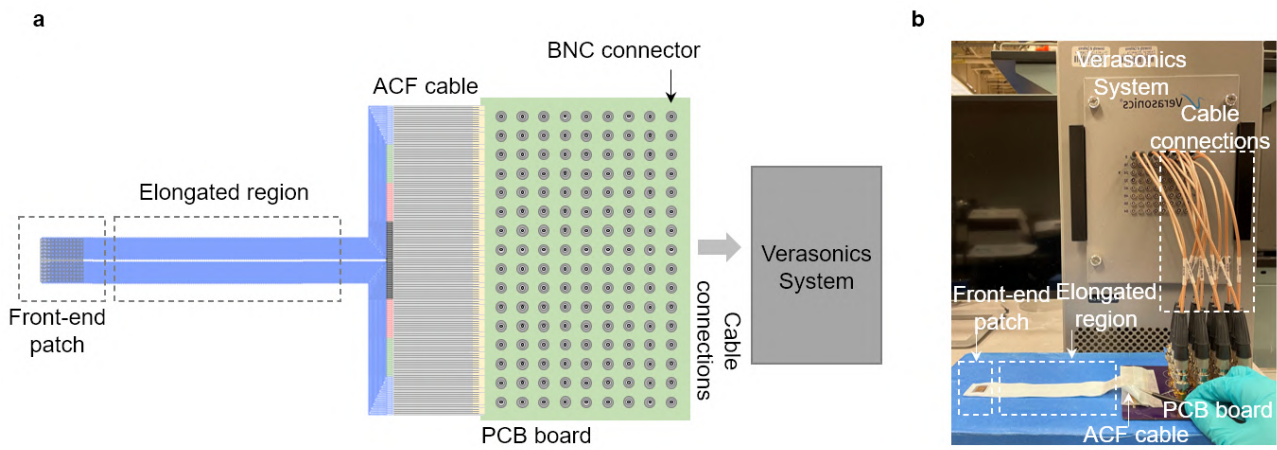 a
BNC connector
ACF cable
Elongated region
Front-end
patch
PCB board
Cable
connections
Verasonics
System
b
Verasonics
System
Verasonics
Cable
connections
Front-end
patch
Elongated
region
PCB board
ACF cable